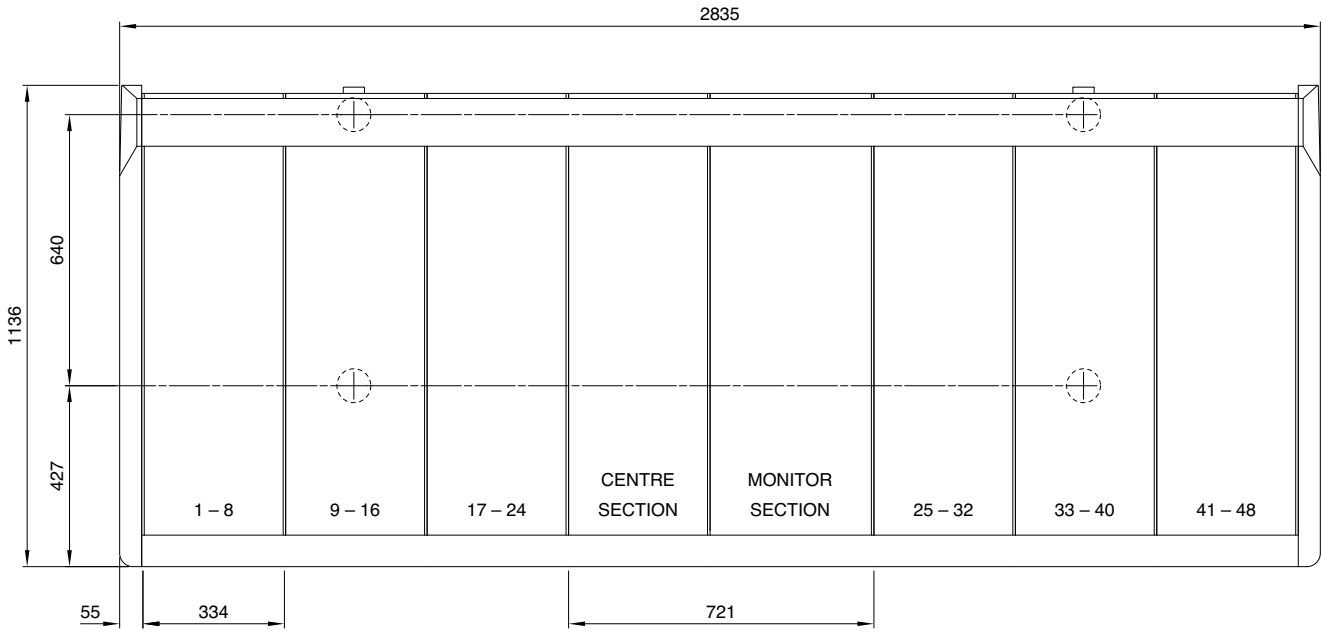 2835
640
1136
427
CENTRE
SECTION
MONITOR
SECTION
1 – 8
9 – 16
17 – 24
25 – 32
33 – 40
41 – 48
55
334
721